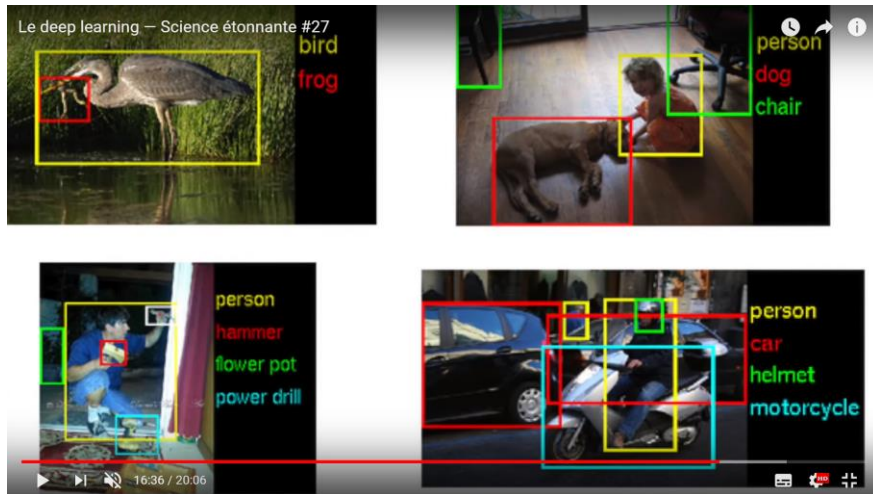 Le deep learning — Science étonnante #27
bird
frog
person
dog
chair
person
hammer
flower pot
power drill
person
car
helmet
motorcycle
16:36 / 20:06
HD